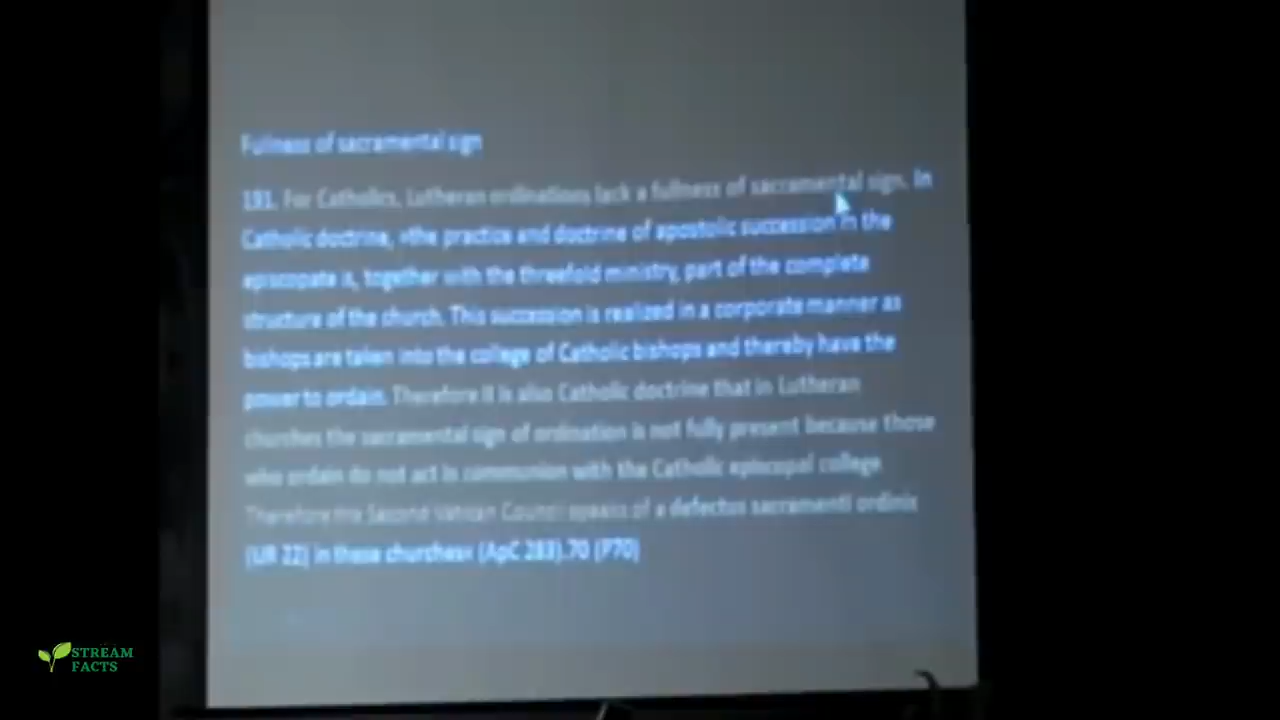 Fullness of sacramental sign
191. For Catholics, Lutheran ordinations lack a fullness of sacramental sign. In
Catholic doctrine, »the practice and doctrine of apostolic succession in the
episcopate is, together with the threefold ministry, part of the complete
structure of the church. This succession is realized in a corporate manner as
bishops are taken into the college of Catholic bishops and thereby have the
power to ordain. Therefore it is also Catholic doctrine that in Lutheran
churches the sacramental sign of ordination is not fully present because those
who ordain do not act in communion with the Catholic episcopal college.
Therefore the Second Vatican Council speaks of a defectus sacramenti ordinis
(UR 22) in these churches« (ApC 283).70 (P70)
STREAM
FACTS